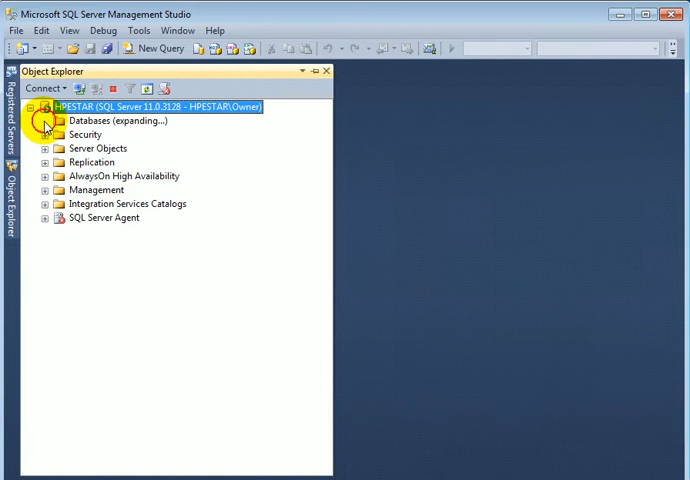 Microsoft SQL Server Management Studio
File Edit View Debug Tools Window Help
New Query
Object Explorer
Connect
HPESTAR (SQL Server 11.0.3128 - HPESTAR\Owner)
Databases (expanding...)
Security
Server Objects
Replication
AlwaysOn High Availability
Management
Integration Services Catalogs
SQL Server Agent
Registered Servers
Object Explorer